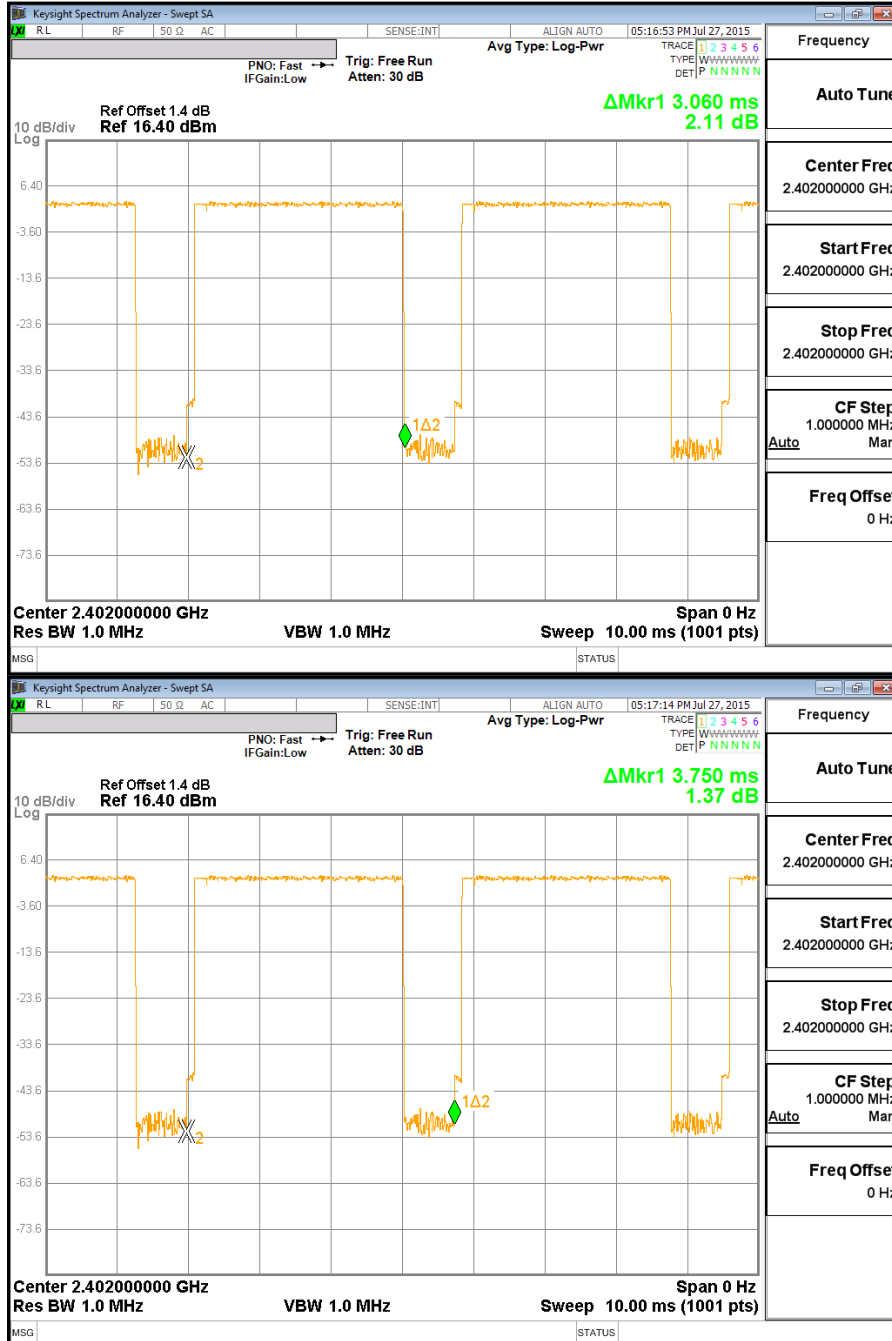 Keysight Spectrum Analyzer - Swept SA
LXI RL RF 50 Ω AC SENSE:INT ALIGN AUTO 05:16:53 PM Jul 27, 2015
Frequency
Avg Type: Log-Pwr TRACE 1 2 3 4 5 6
PNO: Fast Trig: Free Run TYPE WWWWWWW
IFGain:Low Atten: 30 dB DET P N N N N N
Auto Tune
ΔMkr1 3.060 ms
Ref Offset 1.4 dB
10 dB/div Ref 16.40 dBm 2.11 dB
Log
Center Freq
2.402000000 GHz
6.40
-3.60
Start Freq
2.402000000 GHz
-13.6
-23.6
Stop Freq
2.402000000 GHz
-33.6
-43.6
1Δ2
CF Step
1.000000 MHz
Auto Man
-53.6
2
-63.6
Freq Offset
0 Hz
-73.6
Center 2.402000000 GHz Span 0 Hz
Res BW 1.0 MHz VBW 1.0 MHz Sweep 10.00 ms (1001 pts)
MSG STATUS
Keysight Spectrum Analyzer - Swept SA
LXI RL RF 50 Ω AC SENSE:INT ALIGN AUTO 05:17:14 PM Jul 27, 2015
Frequency
Avg Type: Log-Pwr TRACE 1 2 3 4 5 6
PNO: Fast Trig: Free Run TYPE WWWWWWW
IFGain:Low Atten: 30 dB DET P N N N N N
Auto Tune
ΔMkr1 3.750 ms
Ref Offset 1.4 dB
10 dB/div Ref 16.40 dBm 1.37 dB
Log
Center Freq
2.402000000 GHz
6.40
-3.60
Start Freq
2.402000000 GHz
-13.6
-23.6
Stop Freq
2.402000000 GHz
-33.6
-43.6
1Δ2
CF Step
1.000000 MHz
Auto Man
-53.6
2
-63.6
Freq Offset
0 Hz
-73.6
Center 2.402000000 GHz Span 0 Hz
Res BW 1.0 MHz VBW 1.0 MHz Sweep 10.00 ms (1001 pts)
MSG STATUS